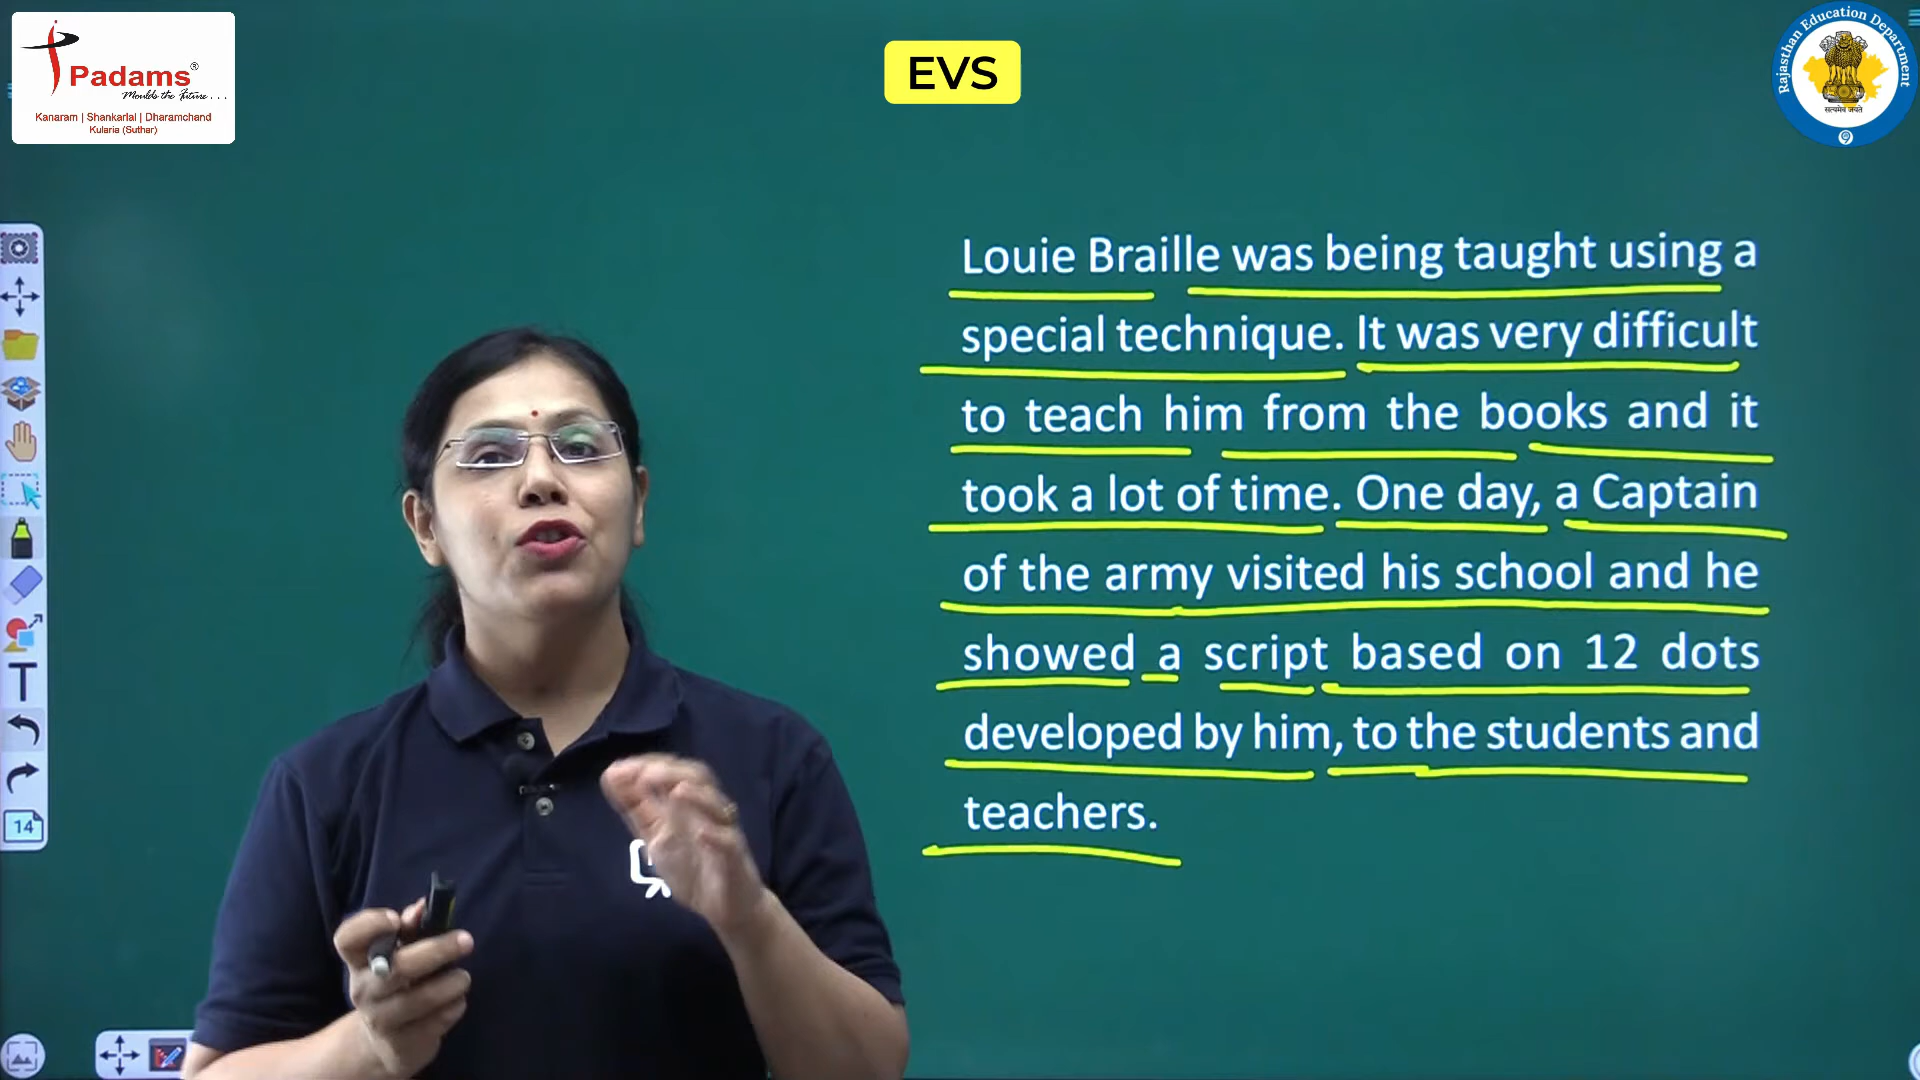 Padams®
Moulds the Future...
Kanaram | Shankarlal | Dharamchand
Kularia (Suthar)
EVS
Rajasthan Education Department
सत्यमेव जयते
Louie Braille was being taught using a
special technique. It was very difficult
to teach him from the books and it
took a lot of time. One day, a Captain
of the army visited his school and he
showed a script based on 12 dots
developed by him, to the students and
teachers.
T
14